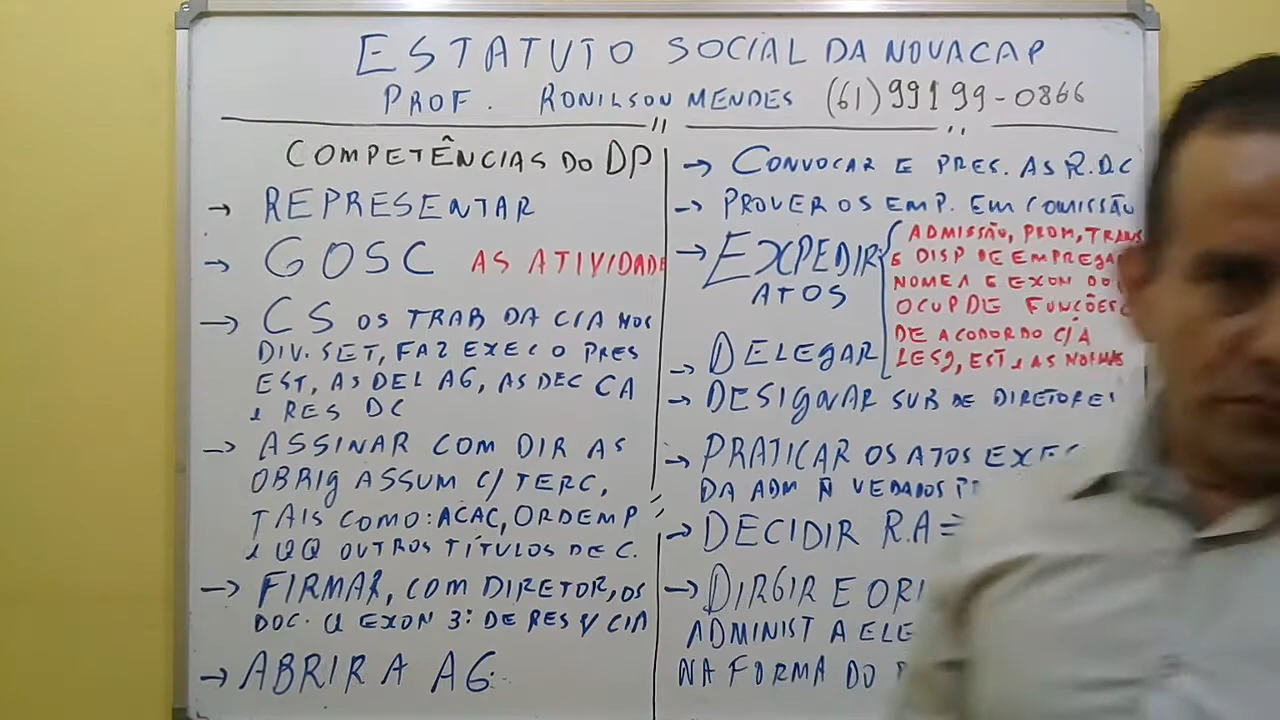 ESTATUTO SOCIAL DA NOVACAP
PROF. RONILSON MENDES (61) 99199-0866
COMPETÊNCIAS DO DP
→ REPRESENTAR
→ GOSC AS ATIVIDADE
→ CS OS TRAB DA CIA NOS
DIV. SET, FAZ EXEC O PRES
EST, AS DEL AG, AS DEC CA
e RES DC
→ ASSINAR COM DIR AS
OBRIG ASSUM C/ TERC,
TAIS COMO: ACAC, ORDEMP
e QQ OUTROS TÍTULOS DE C.
→ FIRMAR, COM DIRETOR, OS
DOC. Q EXON 3: DE RES P/ CIA
→ ABRIR A AG
→ CONVOCAR E PRES. AS R.DC
→ PROVER OS EMP. EM COMISSÃO
→ EXPEDIR
ATOS
ADMISSÃO, PROM, TRANS
E DISP DE EMPREGA
NOMEA E EXON DO
OCUP DE FUNÇÕES
DE ACODORDO C/A
LESG, EST e AS NORMAS
→ DELEGAR
→ DESIGNAR SUB DE DIRETORES
→ PRATICAR OS ATOS EXEC
DA ADM Ñ VEDADOS P
→ DECIDIR R.A =
→ DIRGIR E ORI
ADMINIST A ELE
NA FORMA DO